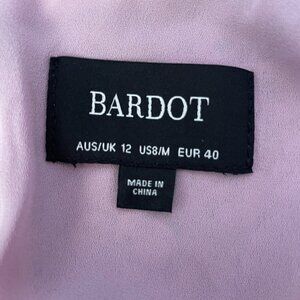 BARDOT
AUS/UK 12 US8/M EUR 40
MADE IN
CHINA